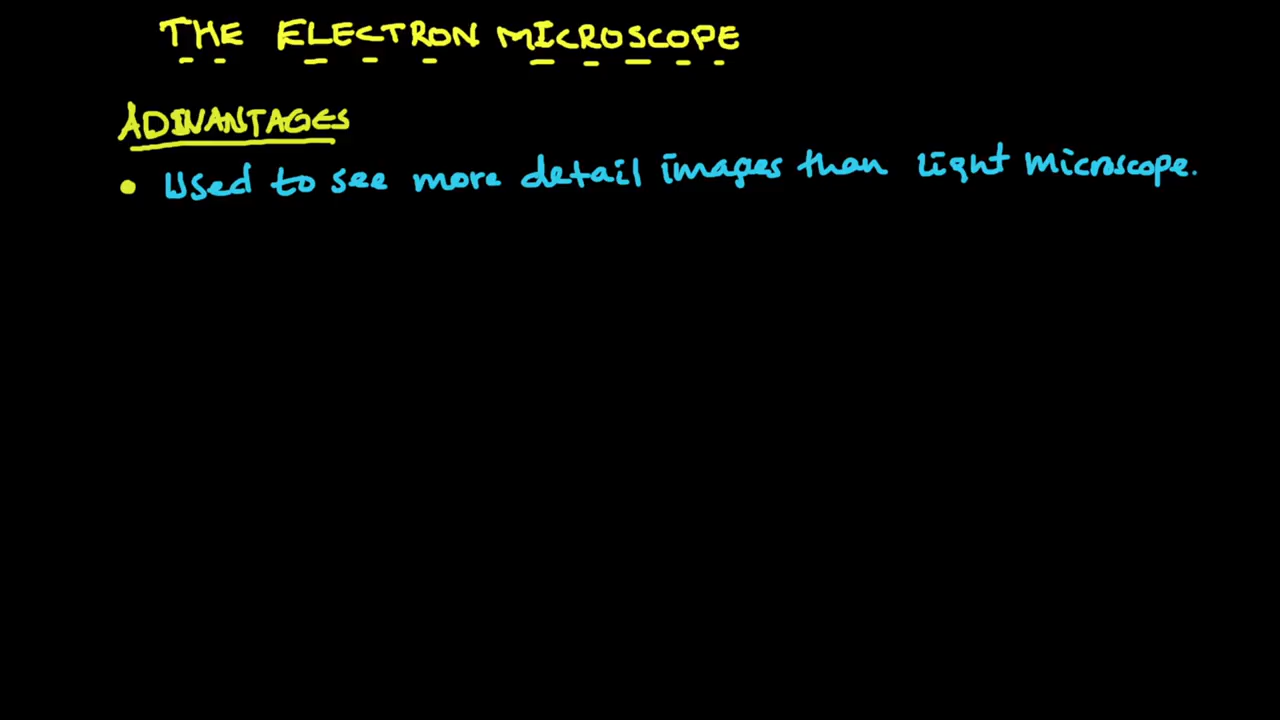 THE ELECTRON MICROSCOPE
ADVANTAGES
• Used to see more detail images than light microscope.